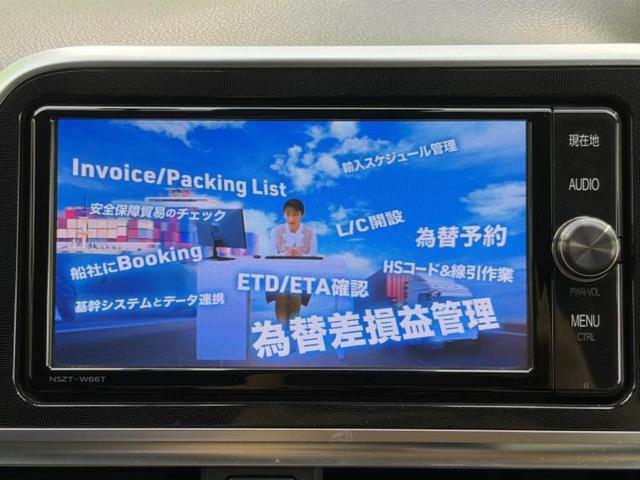 Invoice/Packing List
輸入スケジュール管理
安全保障貿易のチェック
L/C開設
為替予約
船社にBooking
HSコード&線引作業
ETD/ETA確認
基幹システムとデータ連携
為替差損益管理
現在地
AUDIO
PWR・VOL
MENU
CTRL
NSZT-W66T